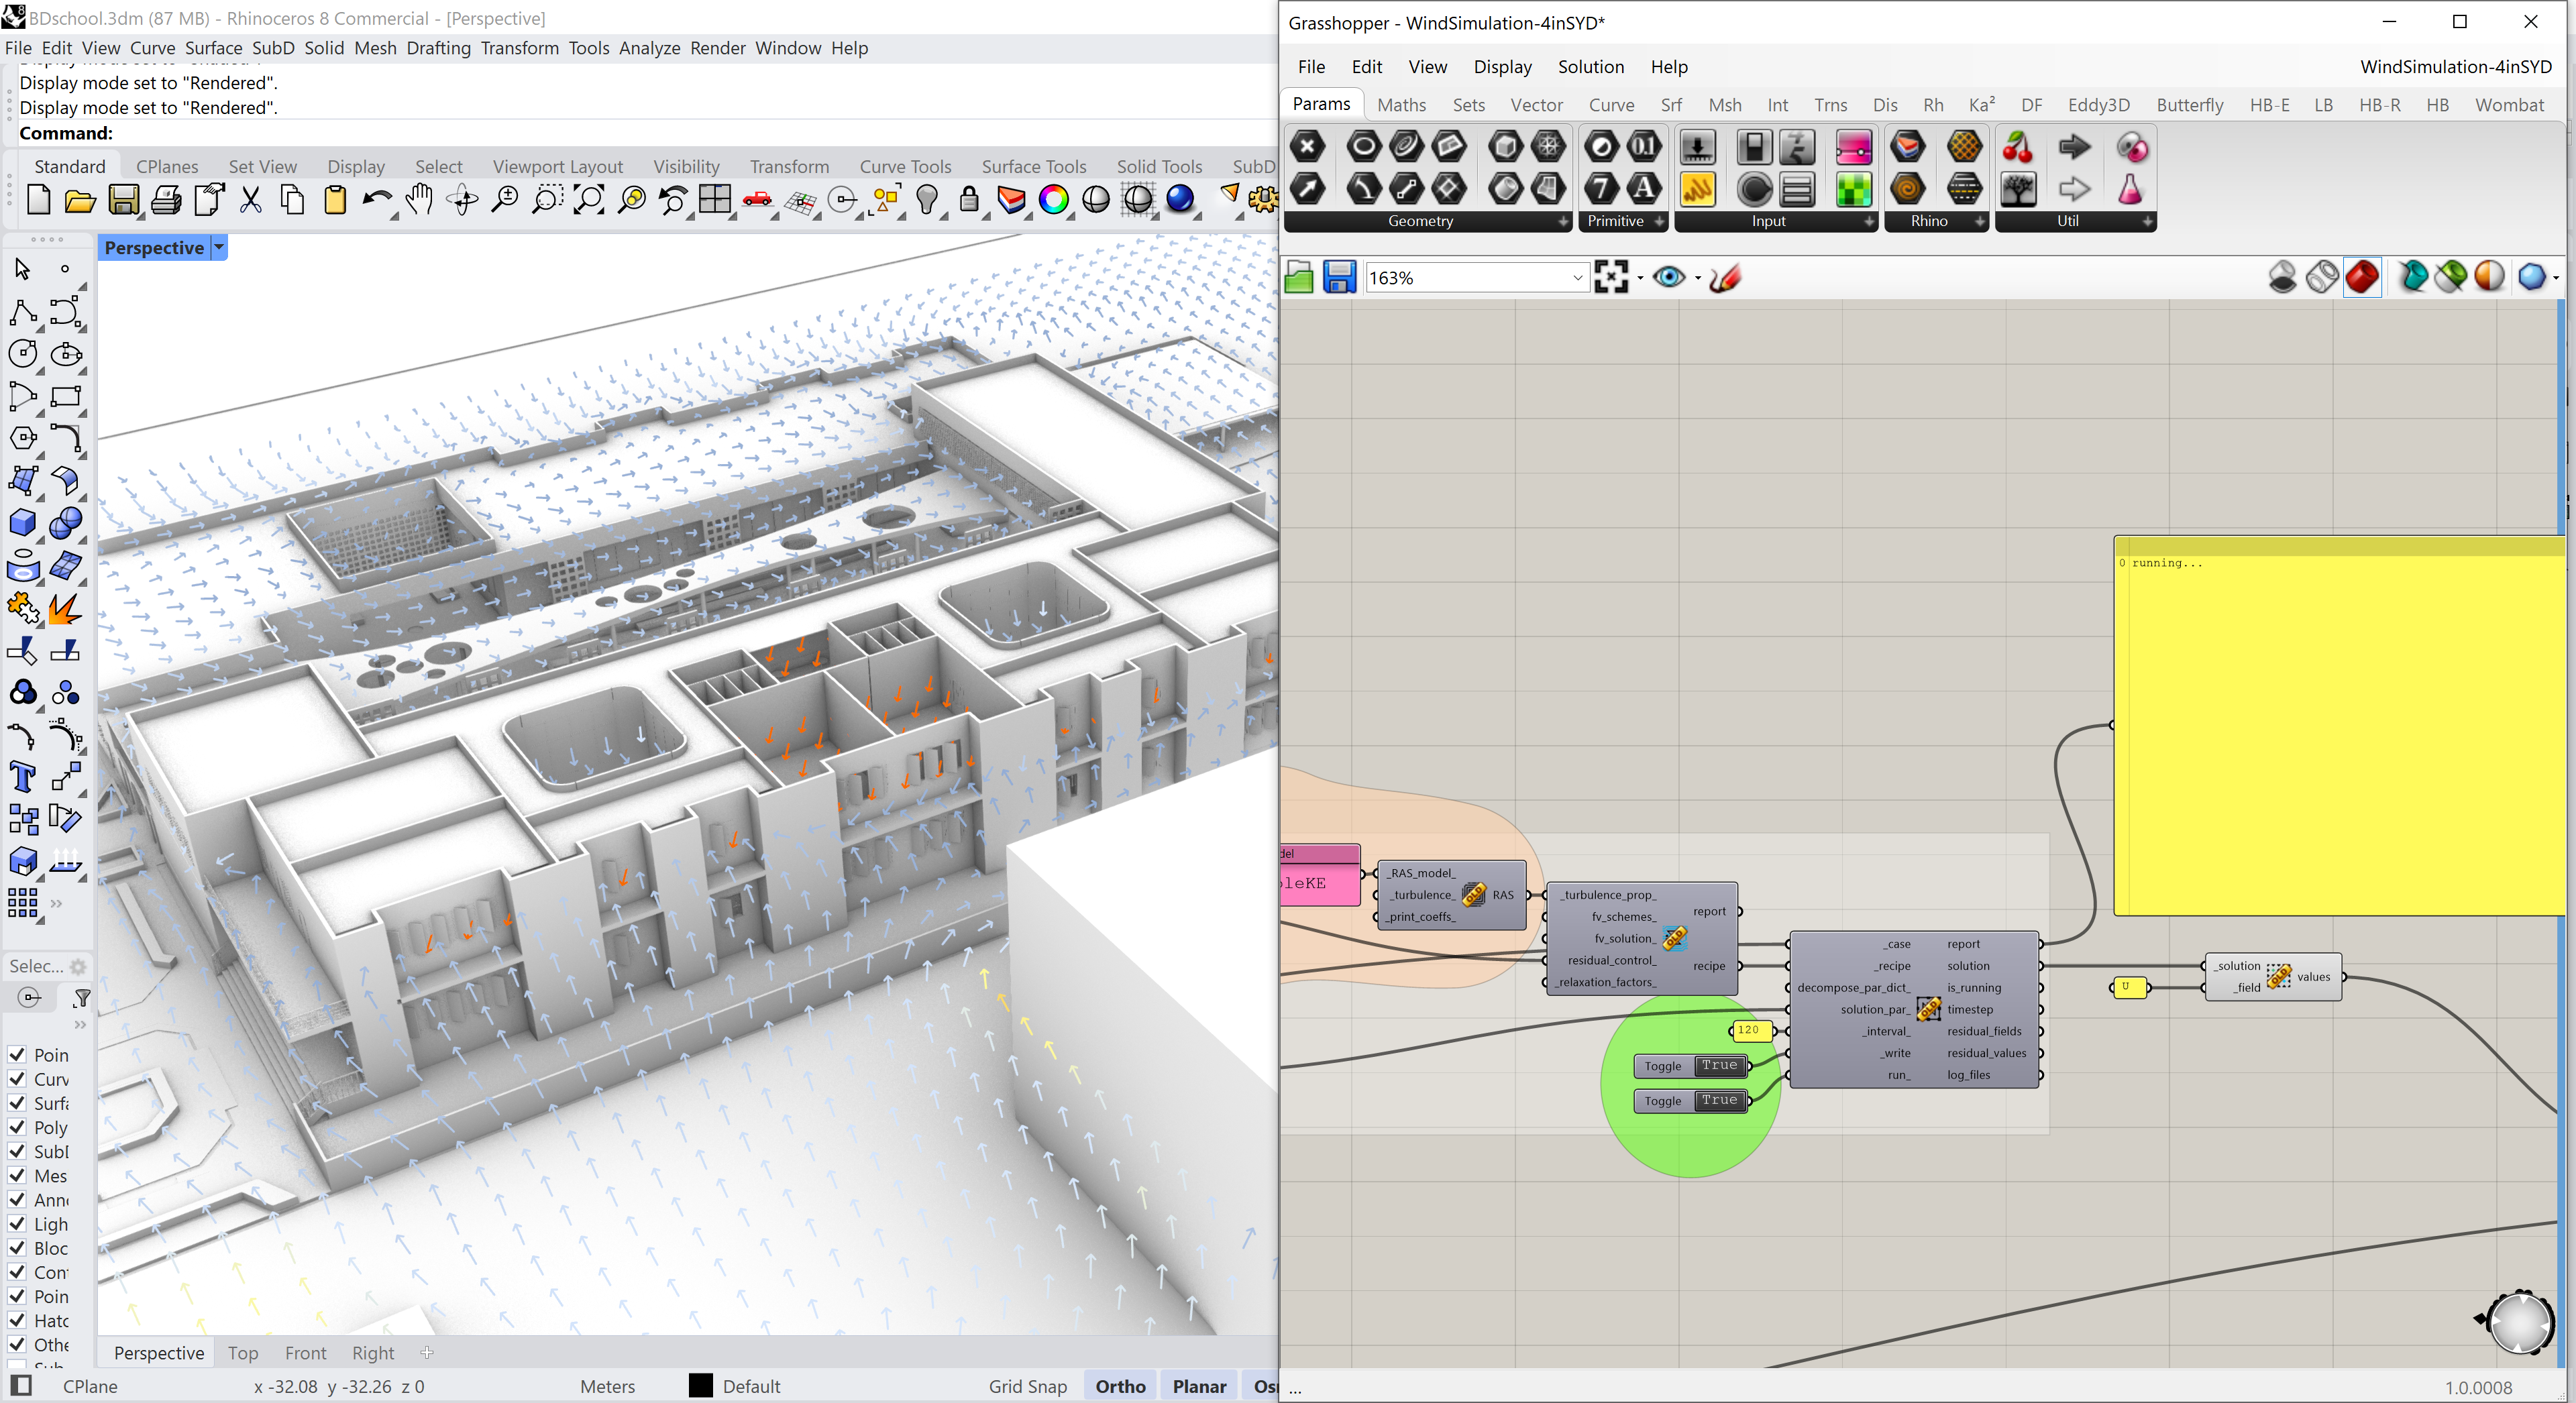 BDschool.3dm (87 MB) - Rhinoceros 8 Commercial - [Perspective]
File Edit View Curve Surface SubD Solid Mesh Drafting Transform Tools Analyze Render Window Help
Display mode set to "Rendered".
Display mode set to "Rendered".
Command:
Standard CPlanes Set View Display Select Viewport Layout Visibility Transform Curve Tools Surface Tools Solid Tools SubD
Perspective
Selec...
Poin
Curv
Surfa
Poly
Sub
Mes
Ann
Ligh
Bloc
Con
Poin
Hatc
Othe
Perspective Top Front Right
CPlane x -32.08 y -32.26 z 0 Meters Default Grid Snap Ortho Planar Os
Grasshopper - WindSimulation-4inSYD*
File Edit View Display Solution Help WindSimulation-4inSYD
Params Maths Sets Vector Curve Srf Msh Int Trns Dis Rh Ka² DF Eddy3D Butterfly HB-E LB HB-R HB Wombat
Geometry Primitive Input Rhino Util
163%
0 running...
del
leKE
_RAS_model_
_turbulence_ RAS
_print_coeffs_
_turbulence_prop_
fv_schemes_ report
fv_solution_
residual_control_ recipe
_relaxation_factors_
_case report
_recipe solution
decompose_par_dict_ is_running
solution_par_ timestep
_interval_ residual_fields
_write residual_values
run_ log_files
120
Toggle True
Toggle True
U
_solution values
_field
...
1.0.0008